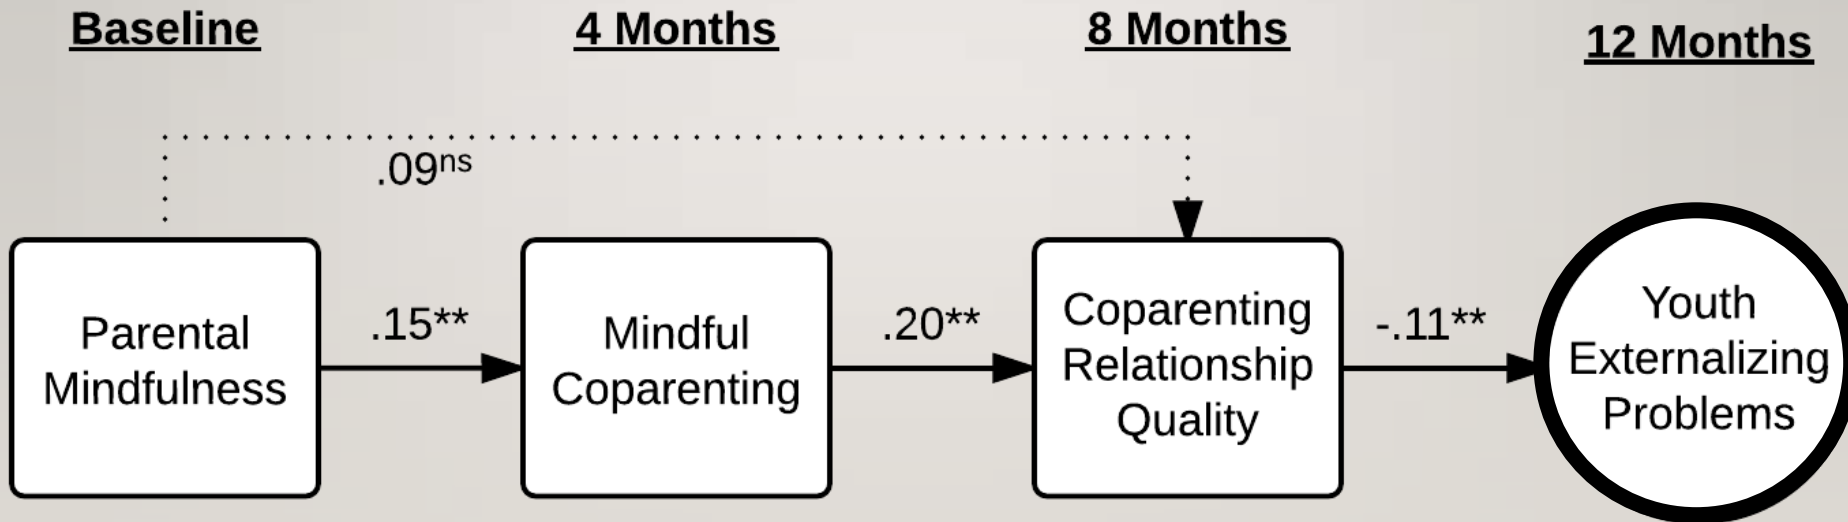 Baseline
4 Months
8 Months
12 Months
.09ns
.15**
.20**
-.11**
Parental
Mindfulness
Mindful
Coparenting
Coparenting
Relationship
Quality
Youth
Externalizing
Problems